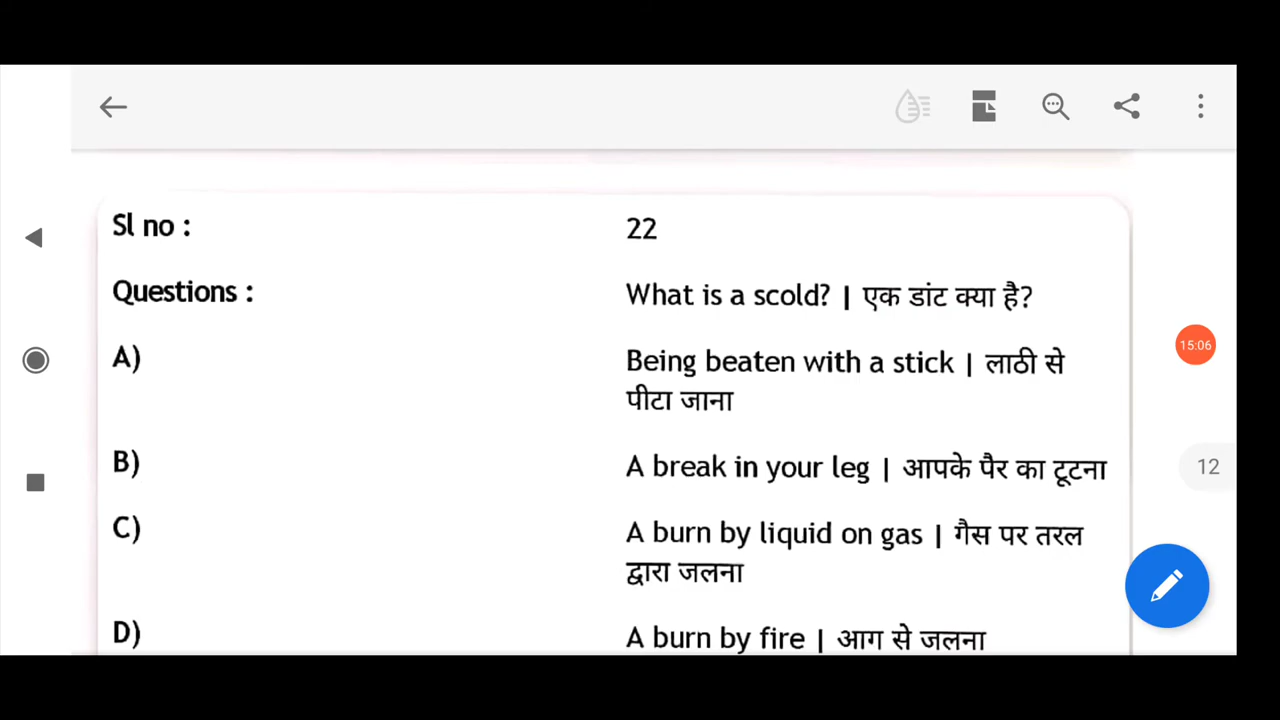 Sl no : 22
Questions : What is a scold? | एक डांट क्या है?
A) Being beaten with a stick | लाठी से
पीटा जाना
B) A break in your leg | आपके पैर का टूटना
C) A burn by liquid on gas | गैस पर तरल
द्वारा जलना
D) A burn by fire | आग से जलना
15:06
12